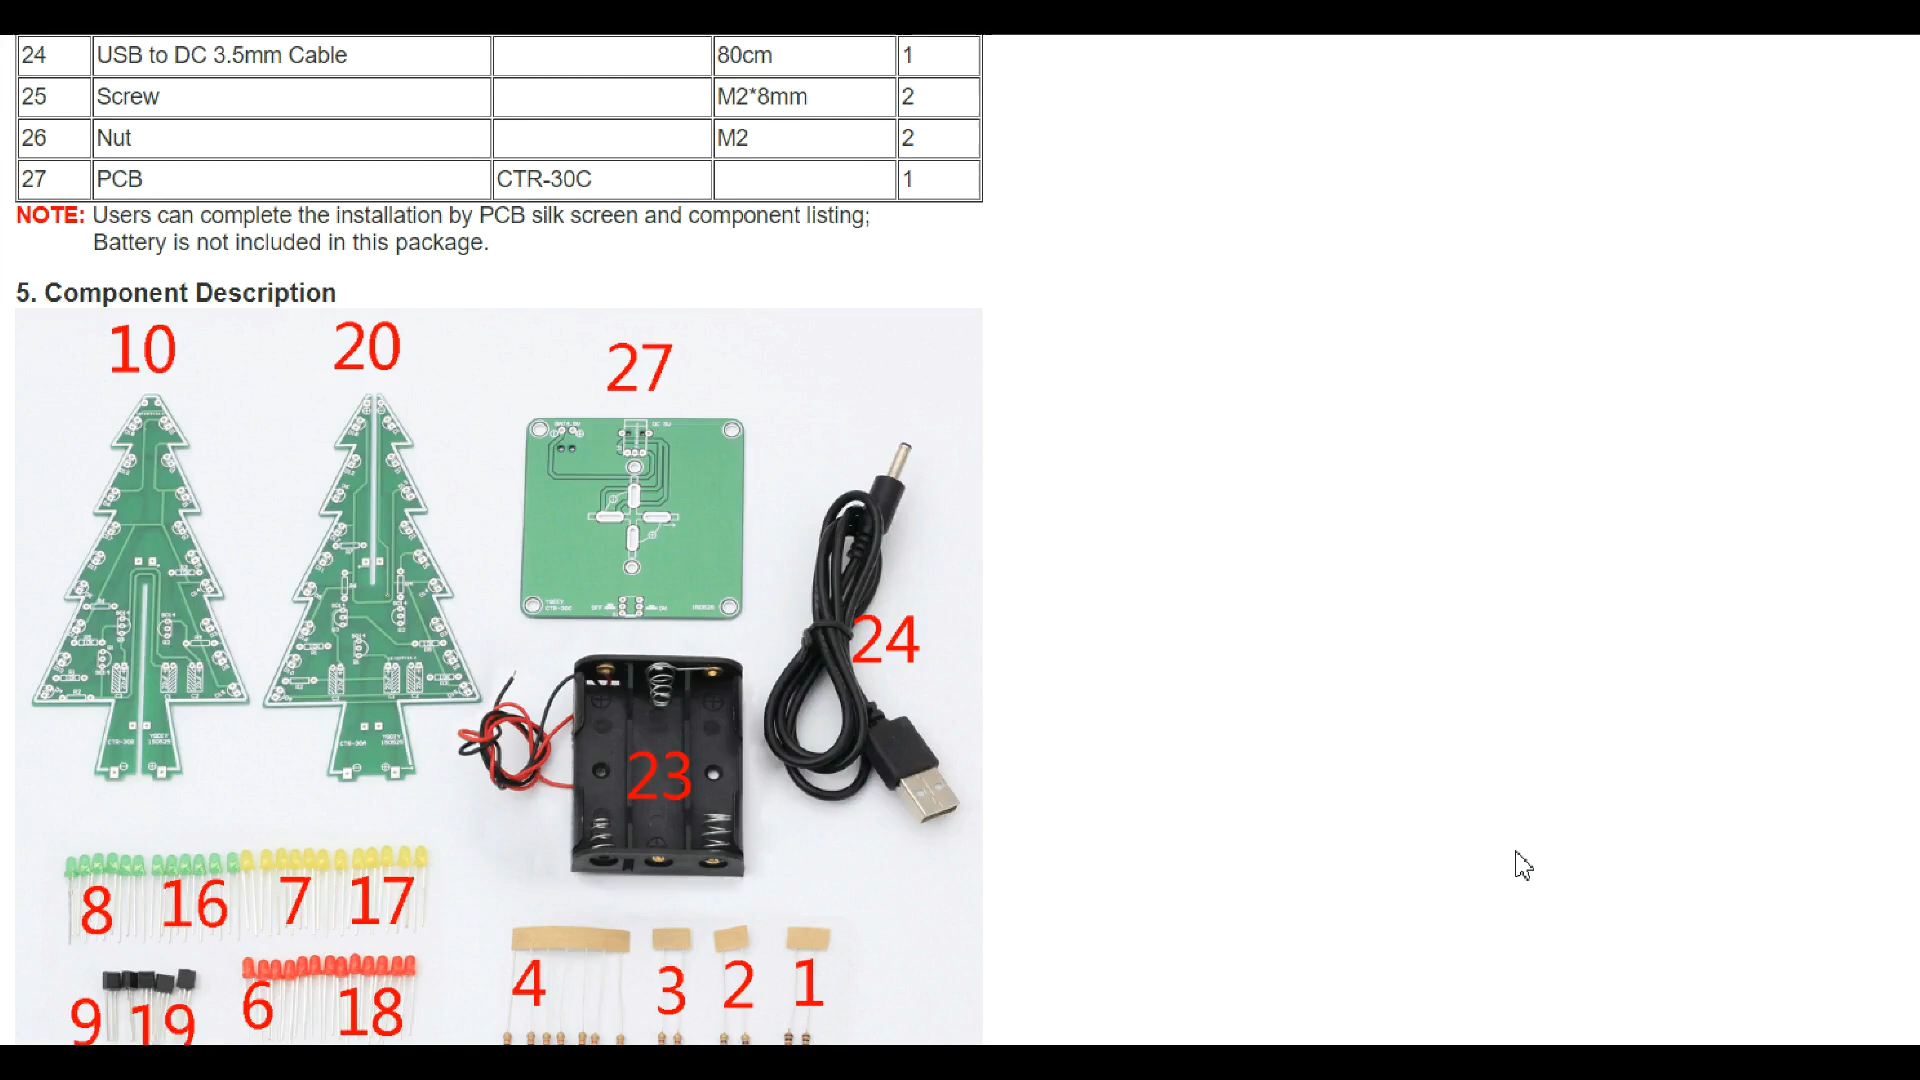 24 USB to DC 3.5mm Cable 80cm 1
25 Screw M2*8mm 2
26 Nut M2 2
27 PCB CTR-30C 1
NOTE: Users can complete the installation by PCB silk screen and component listing;
Battery is not included in this package.
5. Component Description
10 20 27
24
23
8 16 7 17
4 3 2 1
9 19 6 18